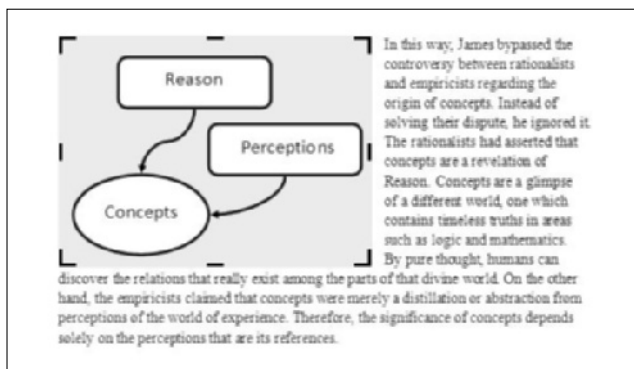 Reason
Perceptions
Concepts
In this way, James bypassed the
controversy between rationalists
and empiricists regarding the
origin of concepts. Instead of
solving their dispute, he ignored it.
The rationalists had asserted that
concepts are a revelation of
Reason. Concepts are a glimpse
of a different world, one which
contains timeless truths in areas
such as logic and mathematics.
By pure thought, humans can
discover the relations that really exist among the parts of that divine world. On the other
hand, the empiricists claimed that concepts were merely a distillation or abstraction from
perceptions of the world of experience. Therefore, the significance of concepts depends
solely on the perceptions that are its references.